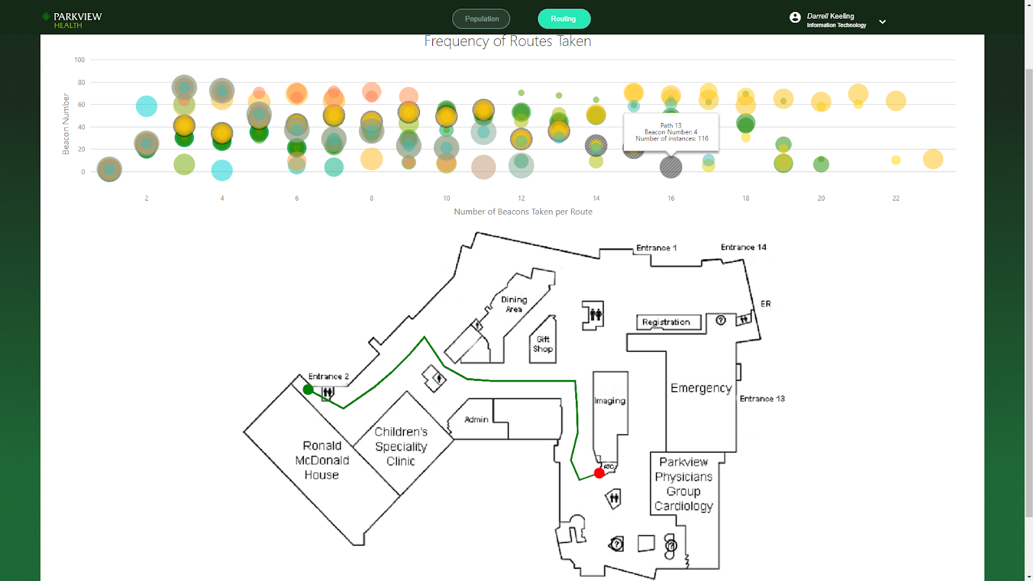 PARKVIEW
HEALTH
Population
Routing
Darrell Keeling
Information Technology
Frequency of Routes Taken
100
80
60
40
20
0
Beacon Number
Path 13
Beacon Number: 4
Number of instances: 116
2
4
6
8
10
12
14
16
18
20
22
Number of Beacons Taken per Route
Entrance 1
Entrance 14
ER
Dining
Area
Registration
Gift
Shop
Entrance 2
Emergency
Entrance 13
Imaging
Admin
Children's
Speciality
Clinic
Ronald
McDonald
House
Parkview
Physicians
Group
Cardiology